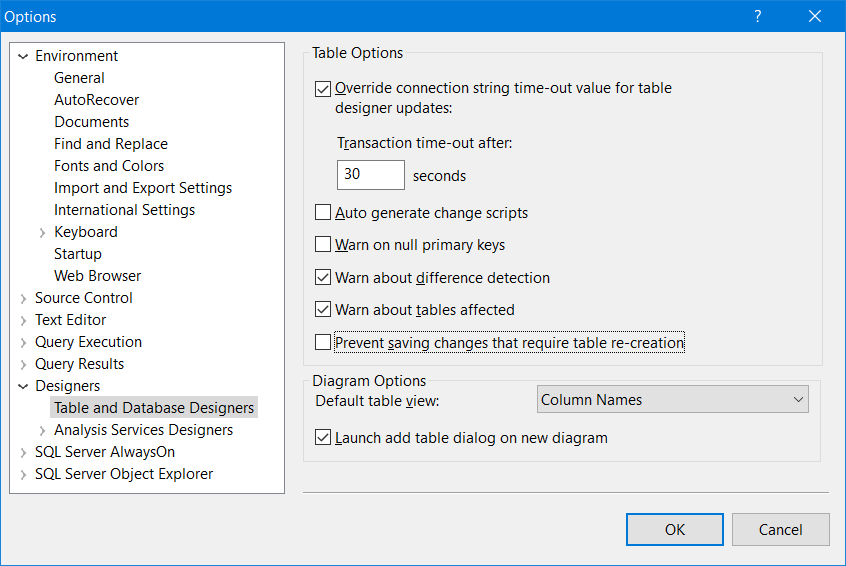 Options
Environment
General
AutoRecover
Documents
Find and Replace
Fonts and Colors
Import and Export Settings
International Settings
Keyboard
Startup
Web Browser
Source Control
Text Editor
Query Execution
Query Results
Designers
Table and Database Designers
Analysis Services Designers
SQL Server AlwaysOn
SQL Server Object Explorer
Table Options
Override connection string time-out value for table
designer updates:
Transaction time-out after:
30 seconds
Auto generate change scripts
Warn on null primary keys
Warn about difference detection
Warn about tables affected
Prevent saving changes that require table re-creation
Diagram Options
Default table view: Column Names
Launch add table dialog on new diagram
OK Cancel